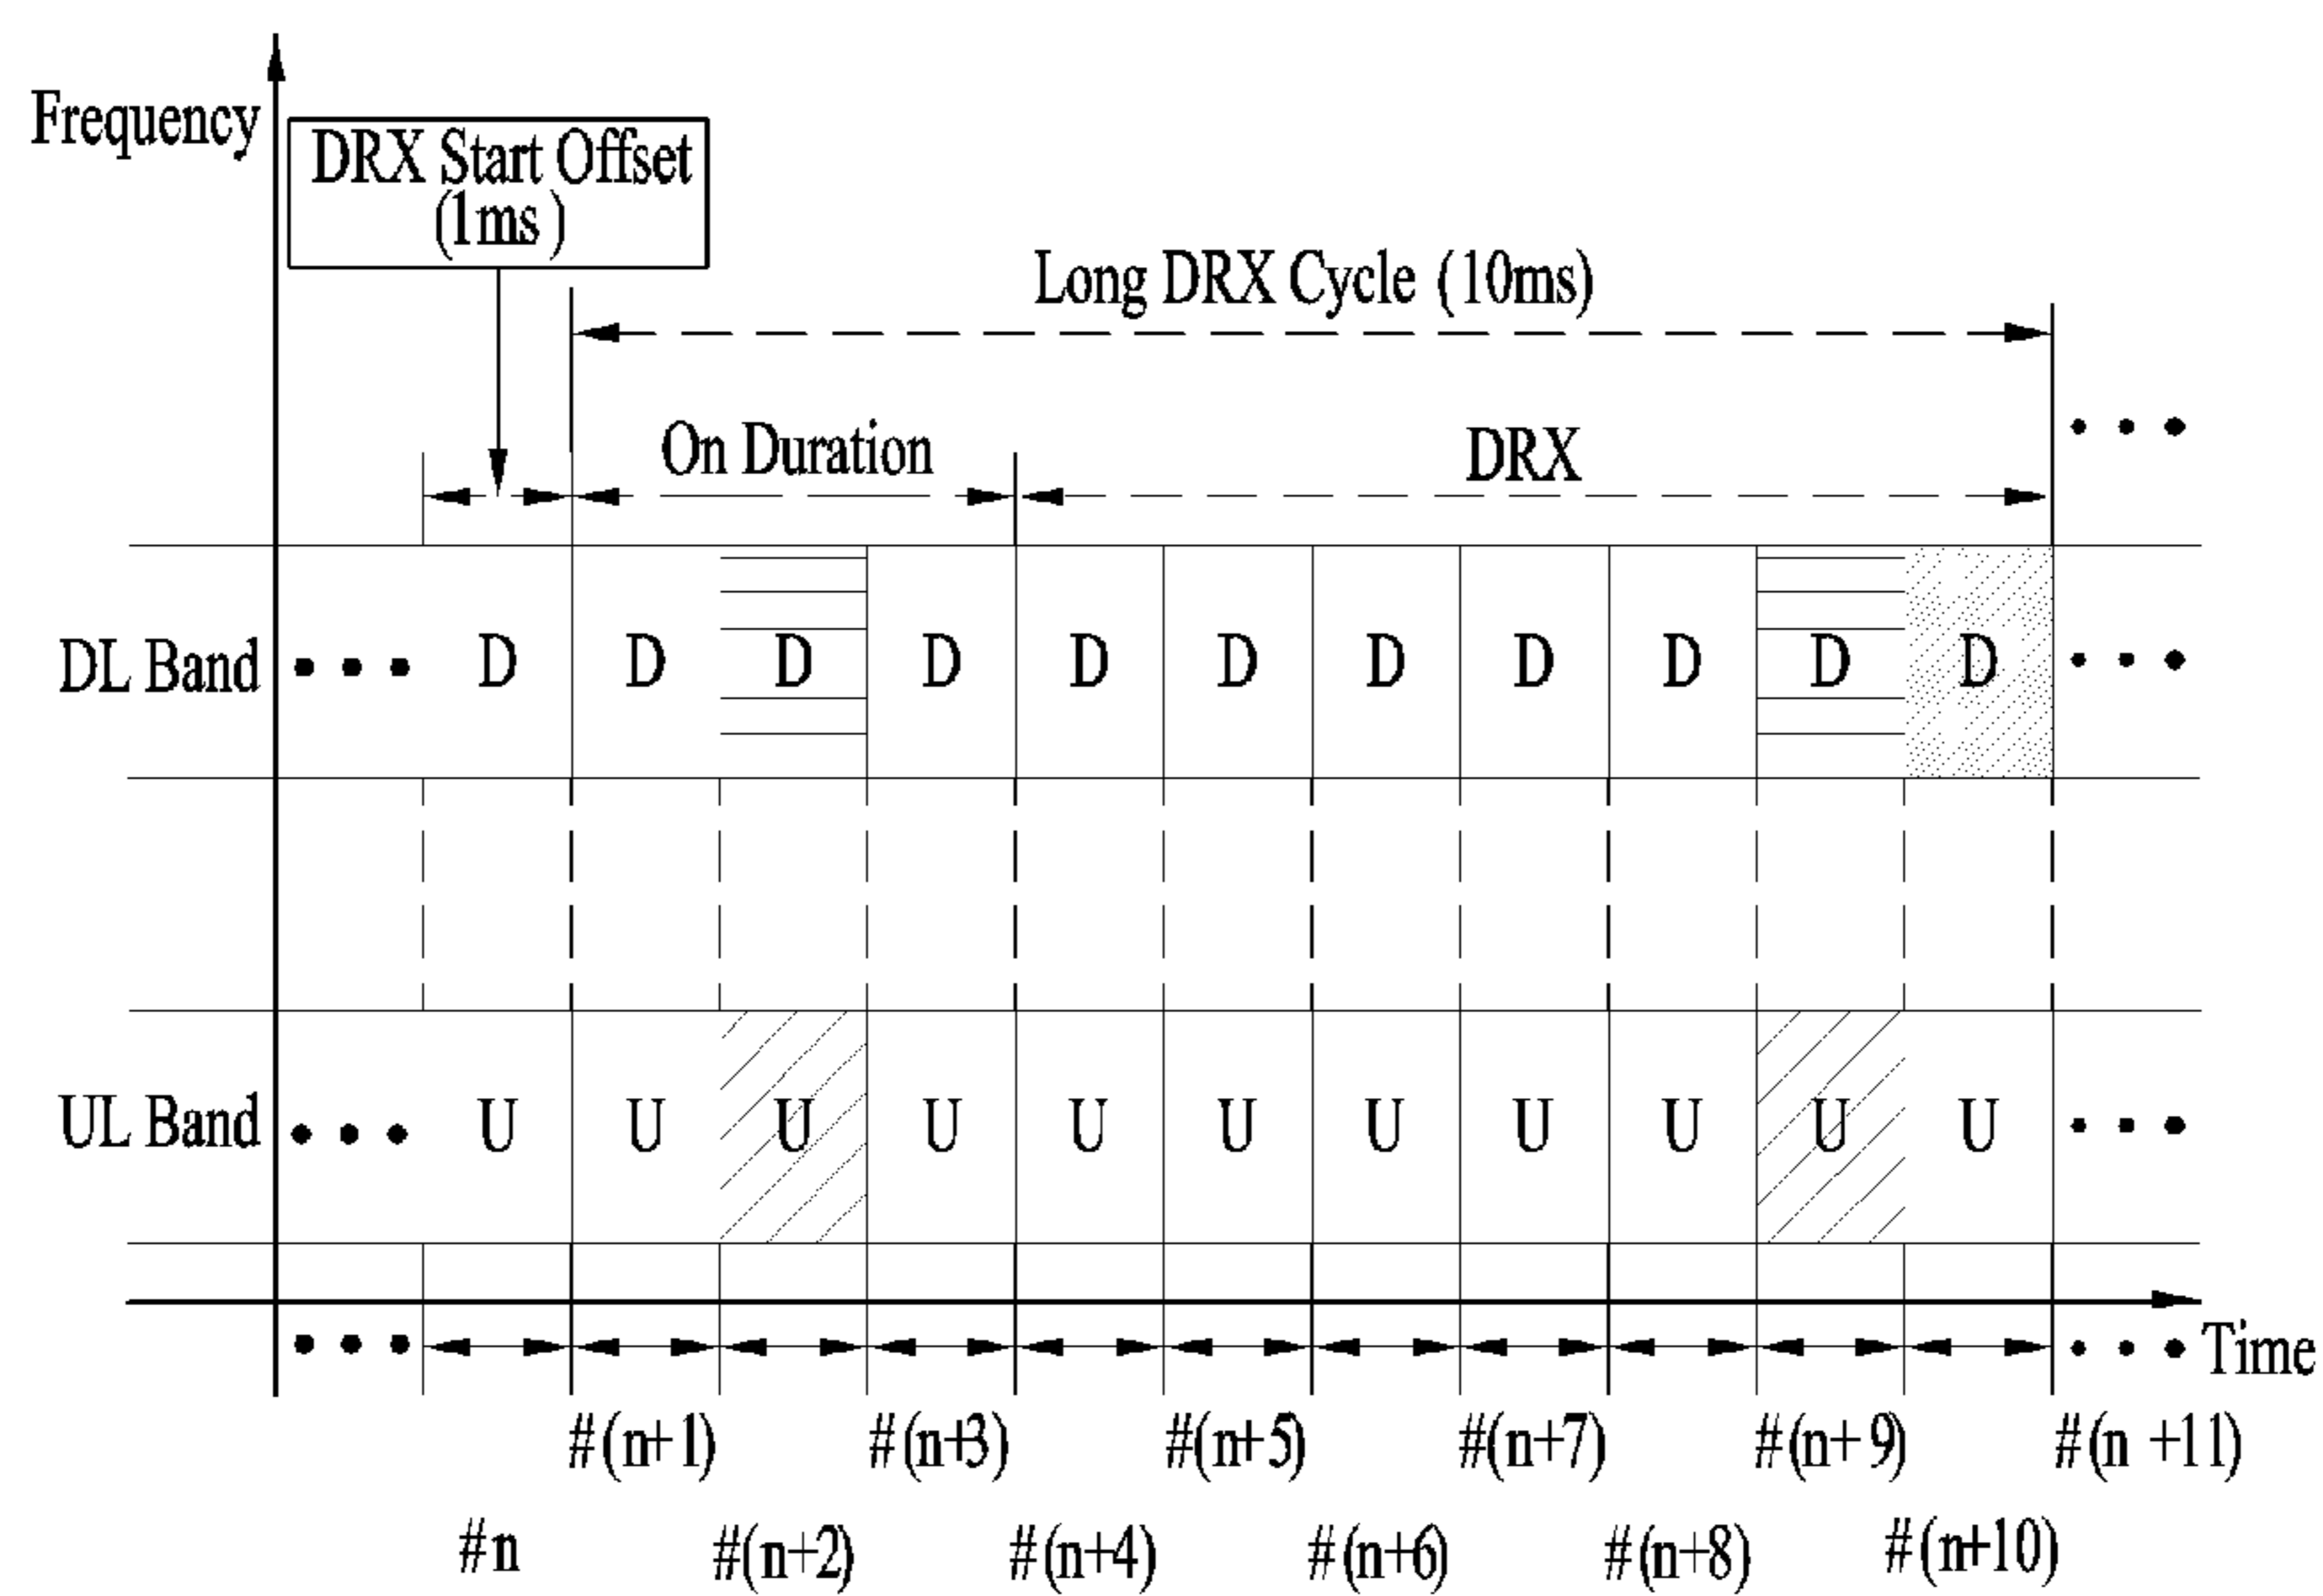 Frequency
DRX Start Offset
(1ms)
Long DRX Cycle (10ms)
On Duration
DRX
DL Band ••• D D D D D D D D D D D •••
UL Band ••• U U U U U U U U U U U •••
Time
#(n+1) #(n+3) #(n+5) #(n+7) #(n+9) #(n +11)
#n #(n+2) #(n+4) #(n+6) #(n+8) #(n+10)